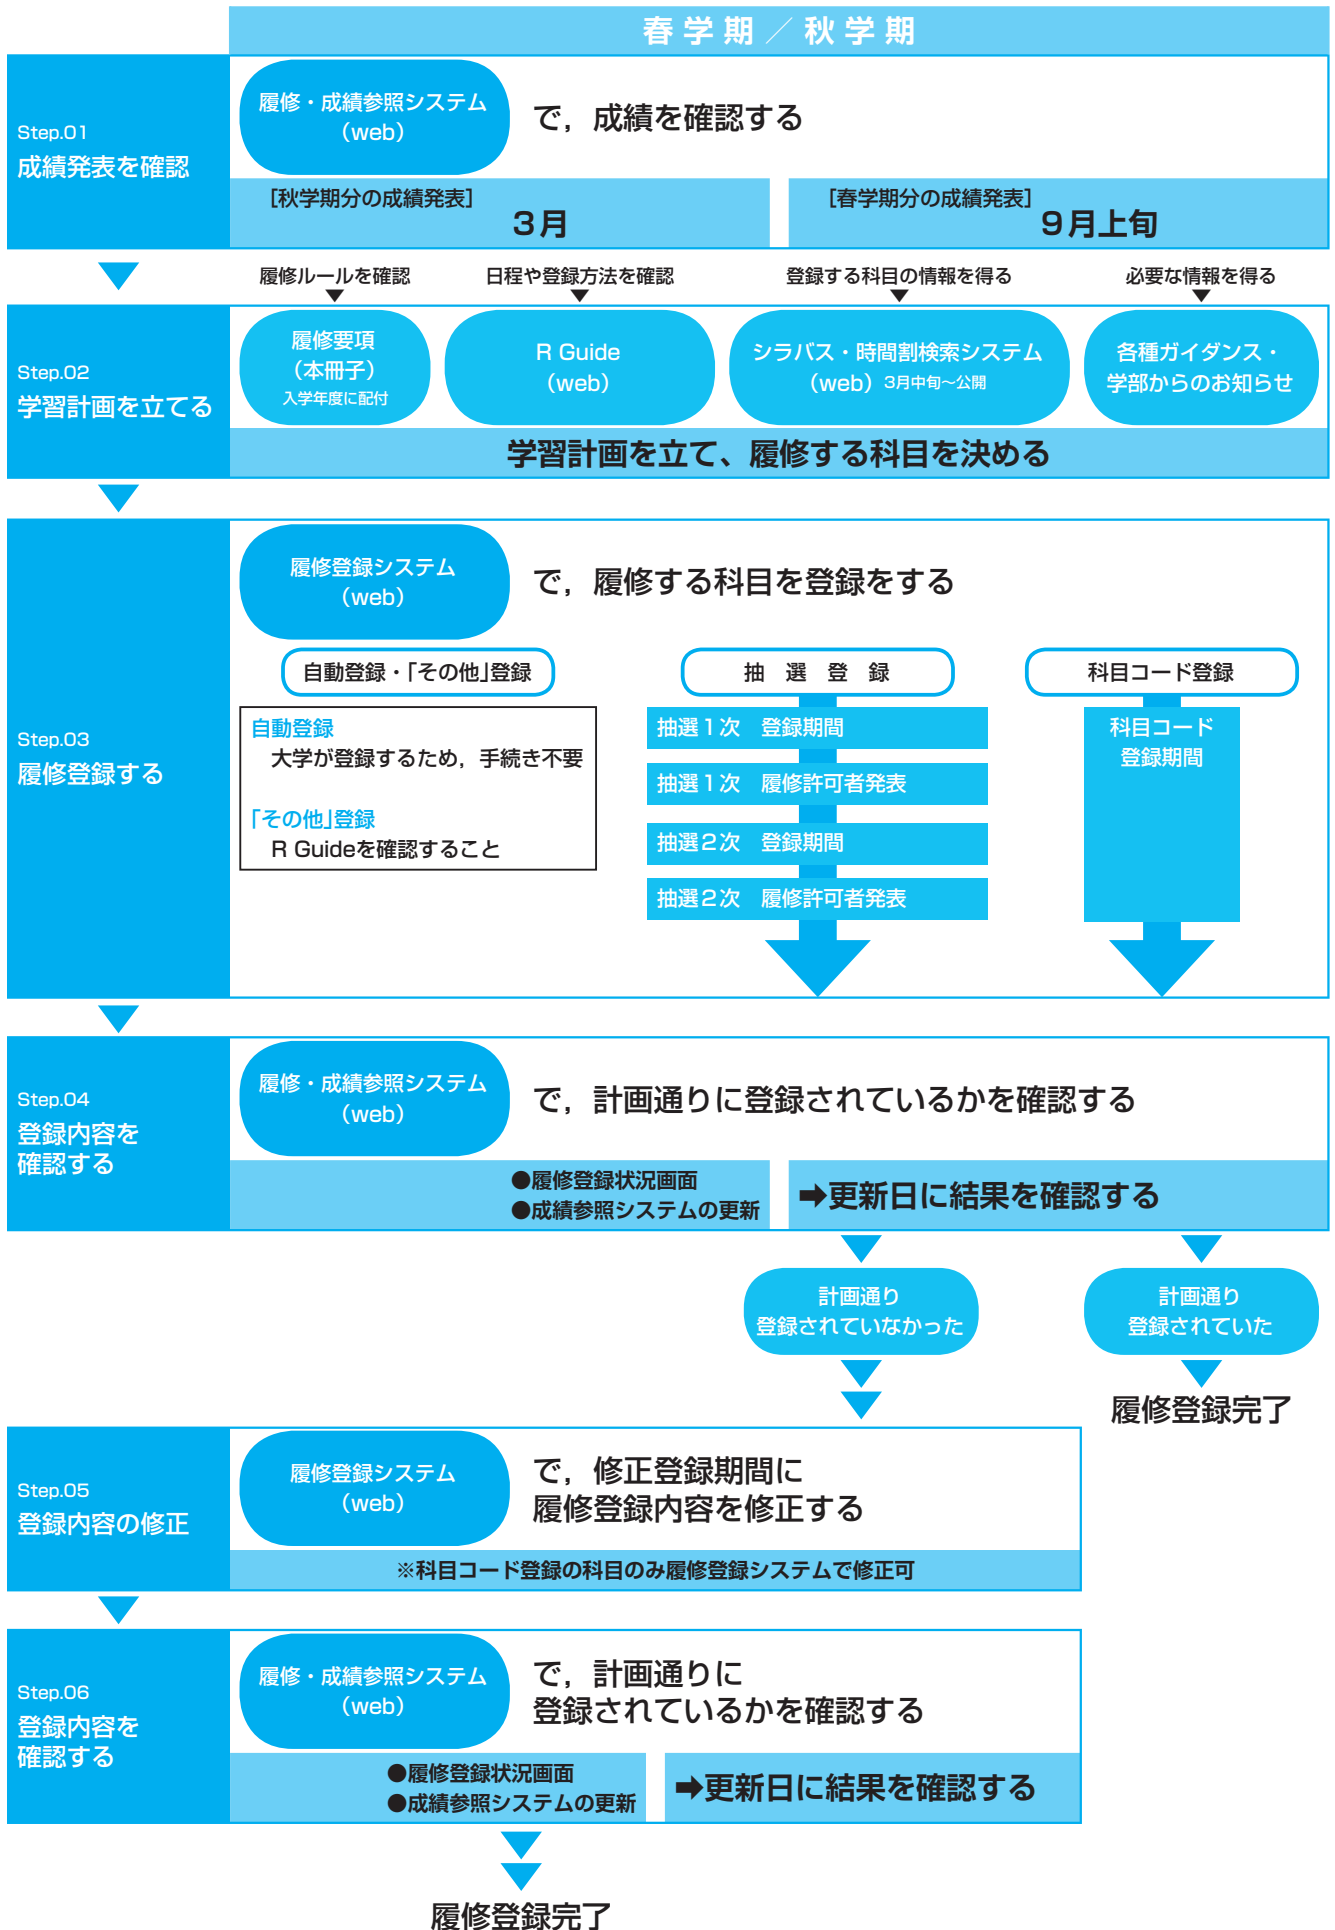 春学期／秋学期
Step.01
成績発表を確認
履修・成績参照システム
（web）
で，成績を確認する
［秋学期分の成績発表］
3月
［春学期分の成績発表］
9月上旬
履修ルールを確認
日程や登録方法を確認
登録する科目の情報を得る
必要な情報を得る
Step.02
学習計画を立てる
履修要項
（本冊子）
入学年度に配付
R Guide
（web）
シラバス・時間割検索システム
（web）3月中旬～公開
各種ガイダンス・
学部からのお知らせ
学習計画を立て、履修する科目を決める
Step.03
履修登録する
履修登録システム
（web）
で，履修する科目を登録をする
自動登録・「その他」登録
自動登録
大学が登録するため，手続き不要
「その他」登録
R Guideを確認すること
抽選登録
抽選1次　登録期間
抽選1次　履修許可者発表
抽選2次　登録期間
抽選2次　履修許可者発表
科目コード登録
科目コード
登録期間
Step.04
登録内容を
確認する
履修・成績参照システム
（web）
で，計画通りに登録されているかを確認する
●履修登録状況画面
●成績参照システムの更新
➡更新日に結果を確認する
計画通り
登録されていなかった
計画通り
登録されていた
履修登録完了
Step.05
登録内容の修正
履修登録システム
（web）
で，修正登録期間に
履修登録内容を修正する
※科目コード登録の科目のみ履修登録システムで修正可
Step.06
登録内容を
確認する
履修・成績参照システム
（web）
で，計画通りに
登録されているかを確認する
●履修登録状況画面
●成績参照システムの更新
➡更新日に結果を確認する
履修登録完了